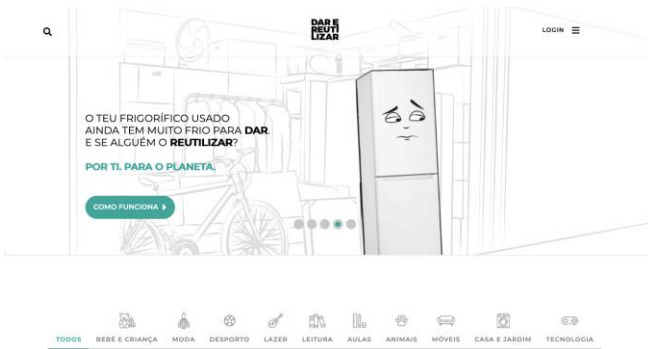 DAR E
REUTI
LIZAR
LOGIN
O TEU FRIGORÍFICO USADO
AINDA TEM MUITO FRIO PARA DAR.
E SE ALGUÉM O REUTILIZAR?
POR TI. PARA O PLANETA.
COMO FUNCIONA
TODOS BEBÉ E CRIANÇA MODA DESPORTO LAZER LEITURA AULAS ANIMAIS MÓVEIS CASA E JARDIM TECNOLOGIA